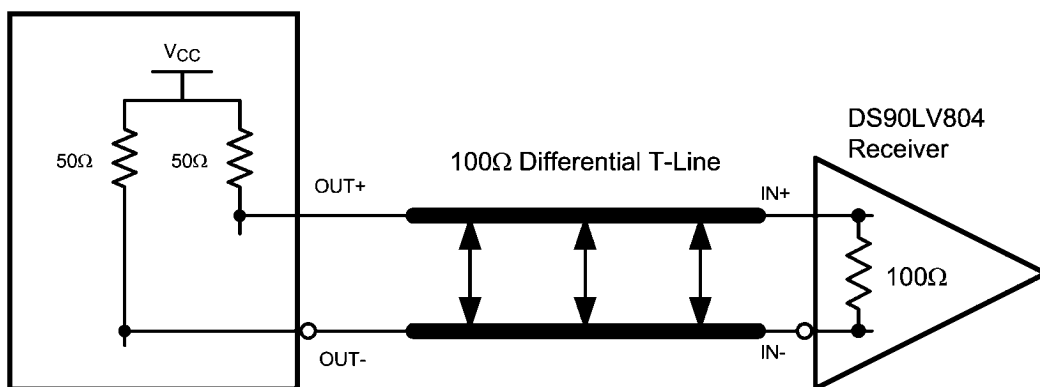 VCC
50Ω
50Ω
OUT+
OUT-
100Ω Differential T-Line
IN+
IN-
DS90LV804
Receiver
100Ω